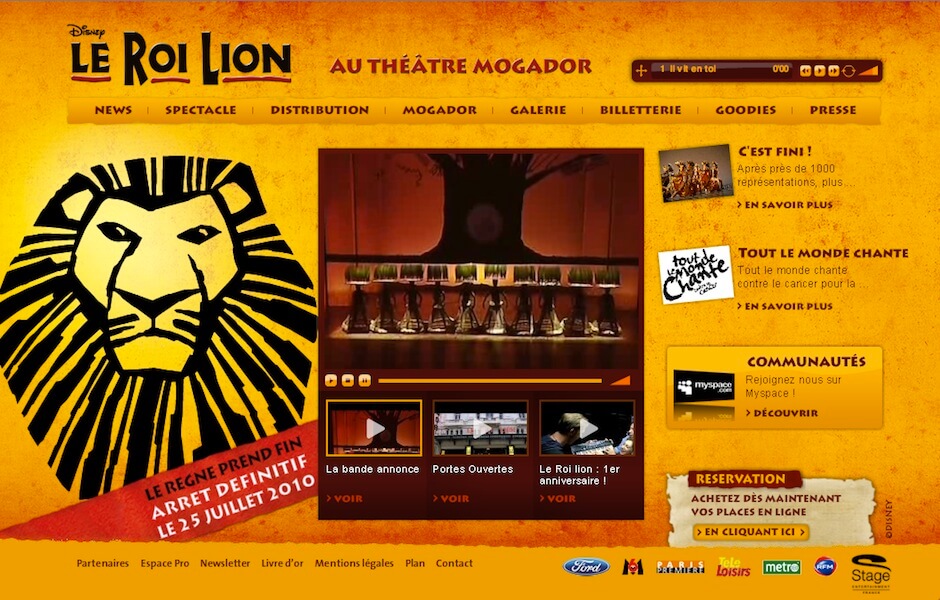 DISNEY
LE ROI LION
AU THÉÂTRE MOGADOR
1 Il vit en toi 0'00
NEWS SPECTACLE DISTRIBUTION MOGADOR GALERIE BILLETTERIE GOODIES PRESSE
LE REGNE PREND FIN
ARRET DEFINITIF
LE 25 JUILLET 2010
La bande annonce
> VOIR
Portes Ouvertes
> VOIR
Le Roi lion : 1er
anniversaire !
> VOIR
C'EST FINI !
Après près de 1000
représentations, plus...
> EN SAVOIR PLUS
tout
le Monde
Chante
TOUT LE MONDE CHANTE
Tout le monde chante
contre le cancer pour la ...
> EN SAVOIR PLUS
myspace
.com
COMMUNAUTÉS
Rejoignez nous sur
Myspace !
> DÉCOUVRIR
RESERVATION
ACHETEZ DÈS MAINTENANT
VOS PLACES EN LIGNE
> EN CLIQUANT ICI >
©DISNEY
Partenaires Espace Pro Newsletter Livre d'or Mentions légales Plan Contact
Ford
M6
PARIS
PREMIERE
Télé
Loisirs
metro
RFM
Stage
ENTERTAINMENT
FRANCE